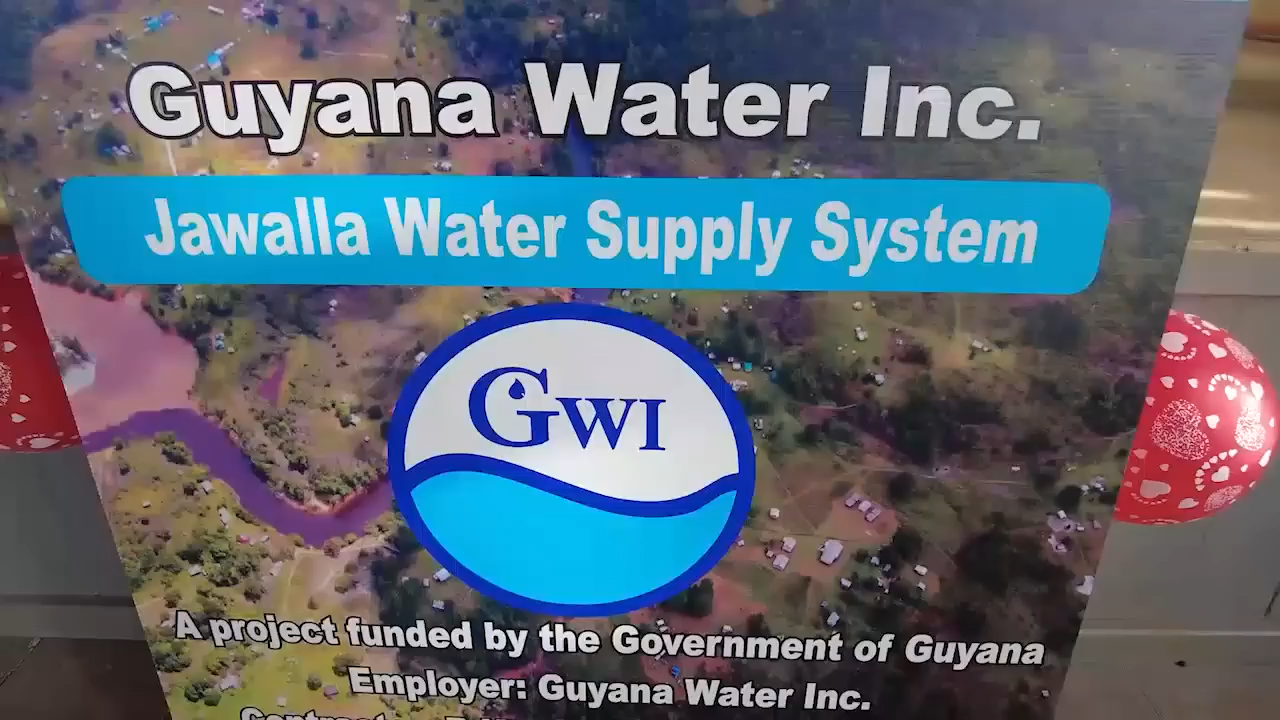 Guyana Water Inc.
Jawalla Water Supply System
GWI
A project funded by the Government of Guyana
Employer: Guyana Water Inc.